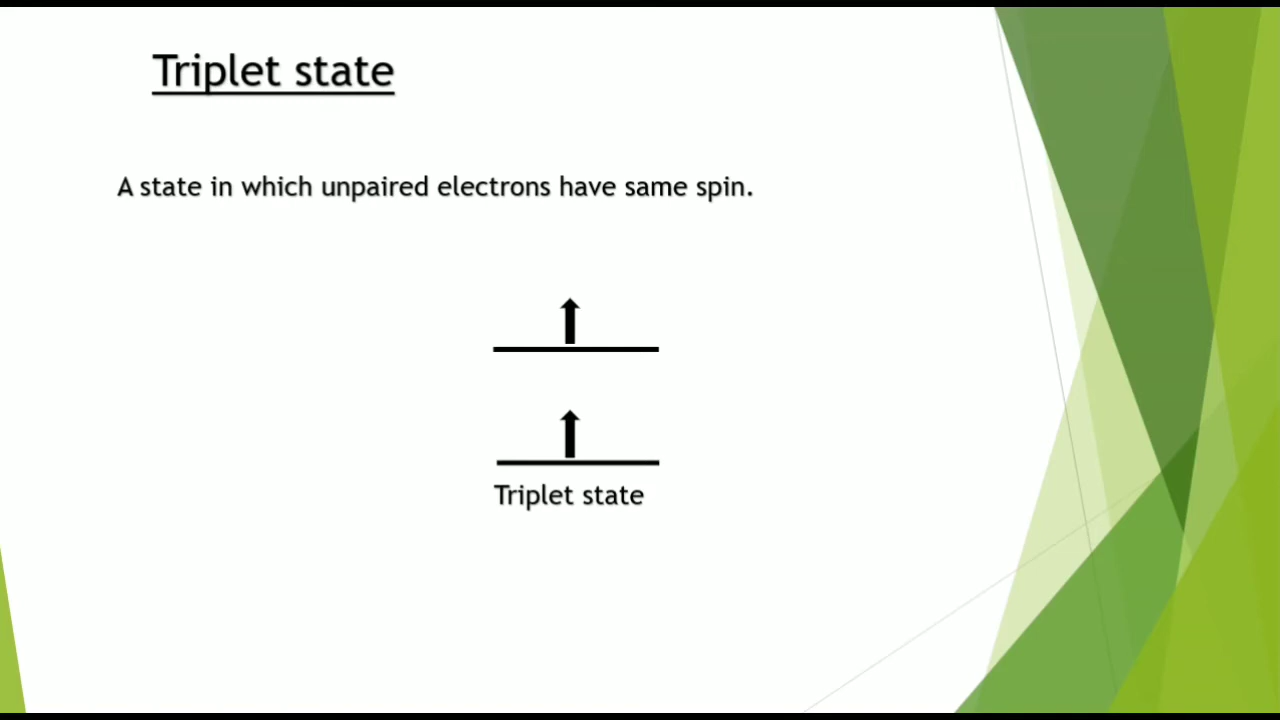 Triplet state
A state in which unpaired electrons have same spin.
Triplet state